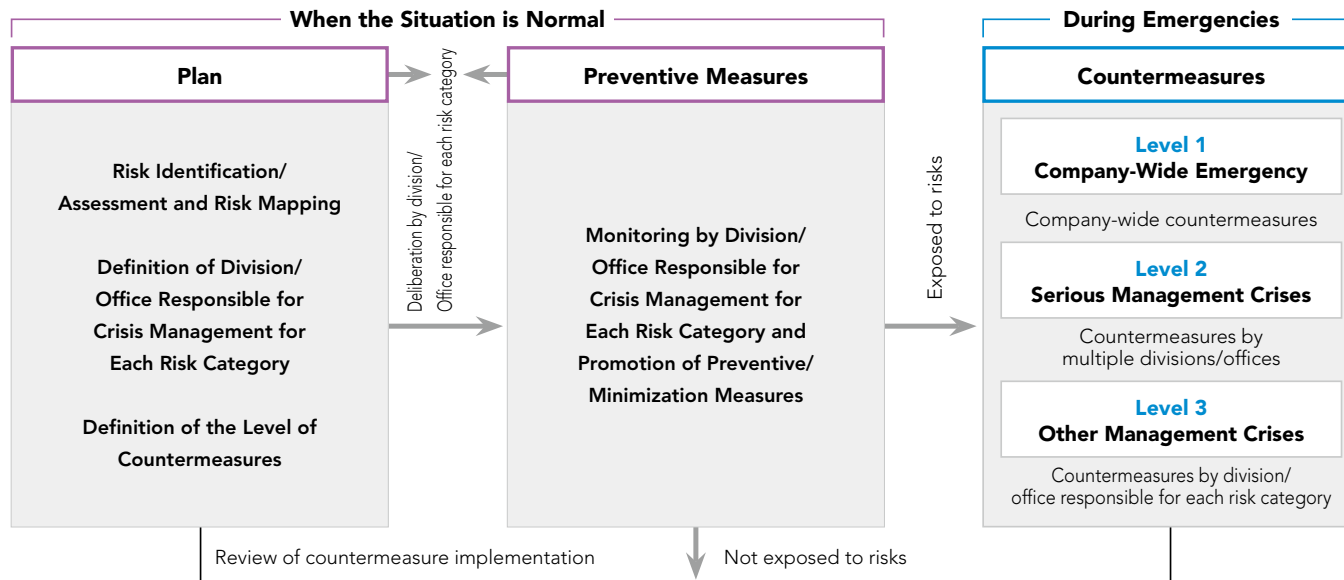 When the Situation is Normal
Plan
Risk Identification/
Assessment and Risk Mapping
Definition of Division/
Office Responsible for
Crisis Management for
Each Risk Category
Definition of the Level of
Countermeasures
Deliberation by division/
Office responsible for each risk category
Preventive Measures
Monitoring by Division/
Office Responsible for
Crisis Management for
Each Risk Category and
Promotion of Preventive/
Minimization Measures
Exposed to risks
During Emergencies
Countermeasures
Level 1
Company-Wide Emergency
Company-wide countermeasures
Level 2
Serious Management Crises
Countermeasures by
multiple divisions/offices
Level 3
Other Management Crises
Countermeasures by division/
office responsible for each risk category
Review of countermeasure implementation
Not exposed to risks